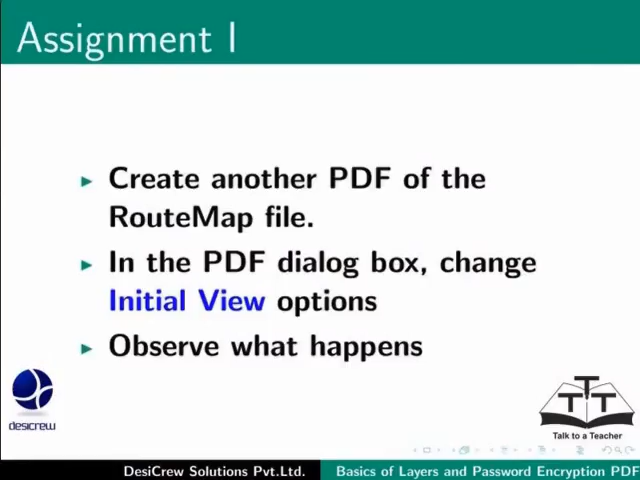 Assignment I
Create another PDF of the
RouteMap file.
In the PDF dialog box, change
Initial View options
Observe what happens
desicrew
TTT
Talk to a Teacher
DesiCrew Solutions Pvt.Ltd.
Basics of Layers and Password Encryption PDF